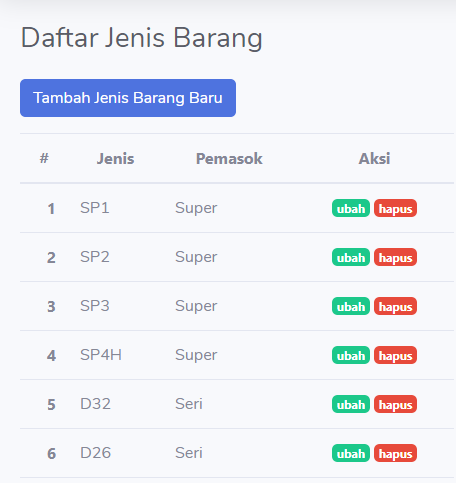 Daftar Jenis Barang
Tambah Jenis Barang Baru
# Jenis Pemasok Aksi
1 SP1 Super ubah hapus
2 SP2 Super ubah hapus
3 SP3 Super ubah hapus
4 SP4H Super ubah hapus
5 D32 Seri ubah hapus
6 D26 Seri ubah hapus